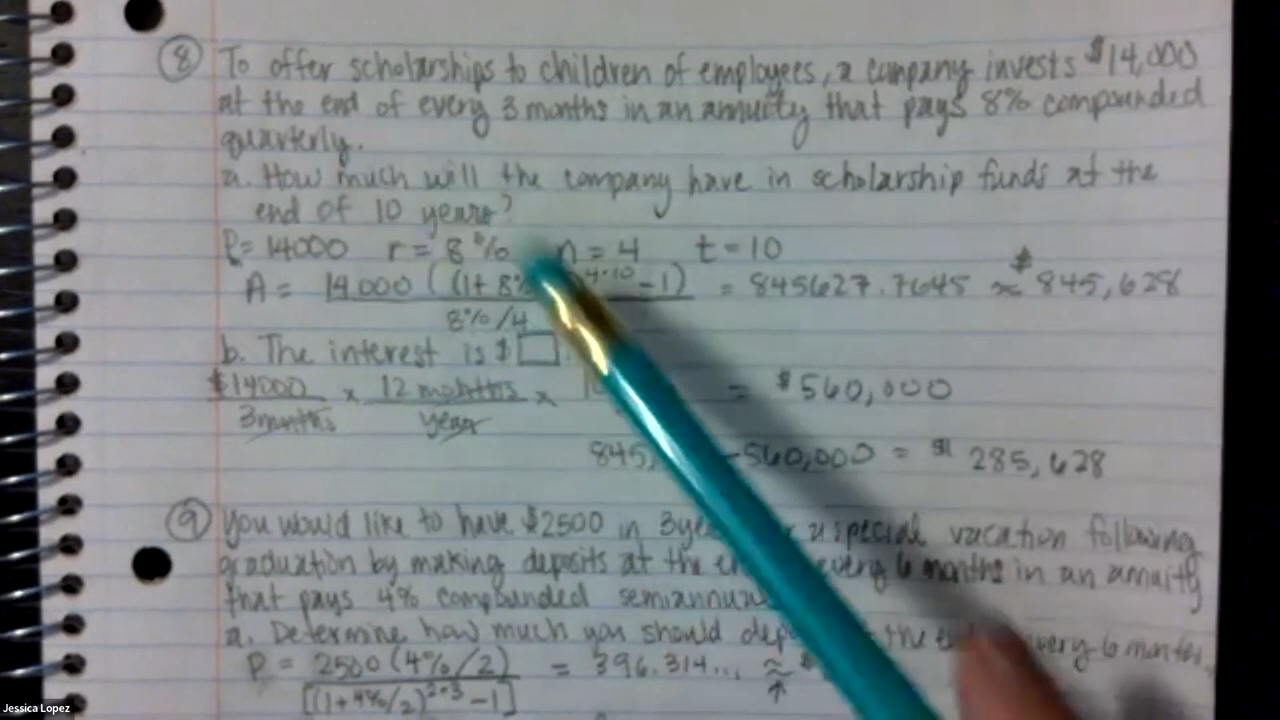 8 To offer scholarships to children of employees, a company invests $14,000
at the end of every 3 months in an annuity that pays 8% compounded
quarterly.
a. How much will the company have in scholarship funds at the
end of 10 years?
P=14000 r=8% n=4 t=10
A = 14.000 ((1+8% 4·10 -1) = 845627.7645 ≈ $845,628
8%/4
b. The interest is $
$14000 x 12 months x = $560,000
3months year
845, -560,000 = $285,628
9 You would like to have $2500 in special vacation following
graduation by making deposits at the every 6 months in an annuity
that pays 4% compounded
a. Determine how much you should the every 6 months.
P = 2500(4%/2) = 396.314... ≈
[(1+4%/2)^2·3 -1] ↑
Jessica Lopez